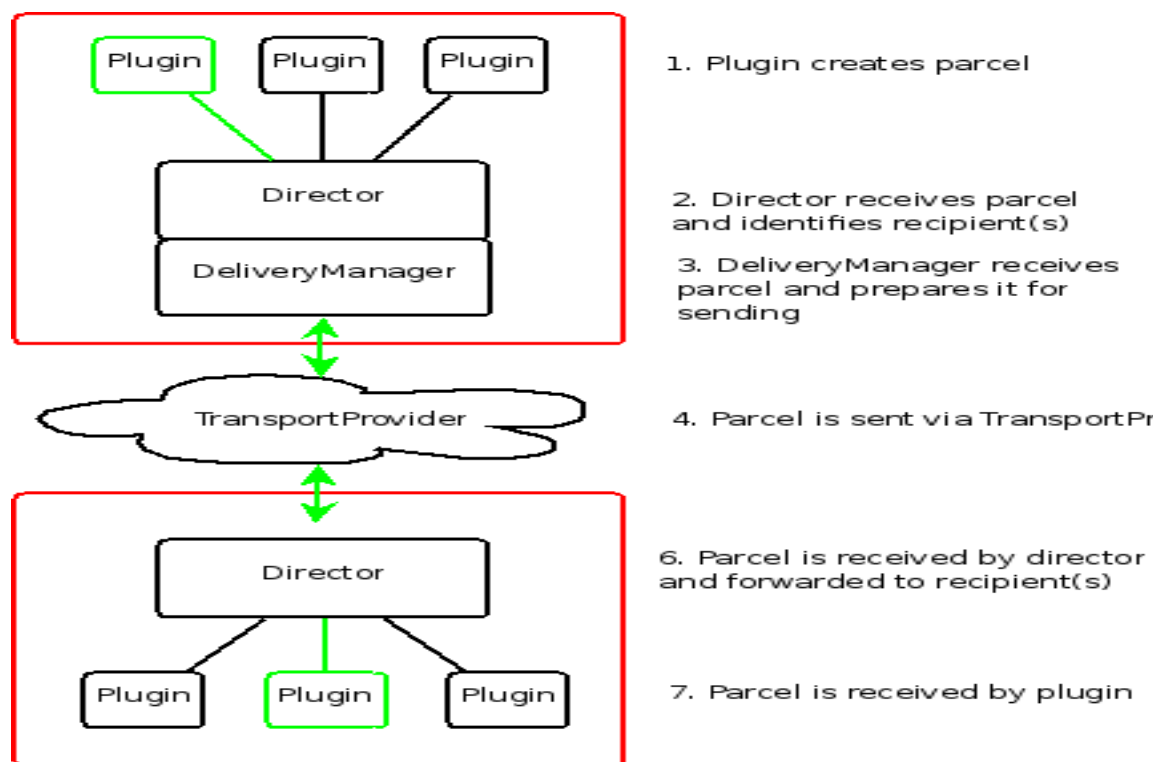 Plugin Plugin Plugin
1. Plugin creates parcel
Director
2. Director receives parcel
and identifies recipient(s)
DeliveryManager
3. DeliveryManager receives
parcel and prepares it for
sending
TransportProvider
4. Parcel is sent via TransportPr
Director
6. Parcel is received by director
and forwarded to recipient(s)
Plugin Plugin Plugin
7. Parcel is received by plugin